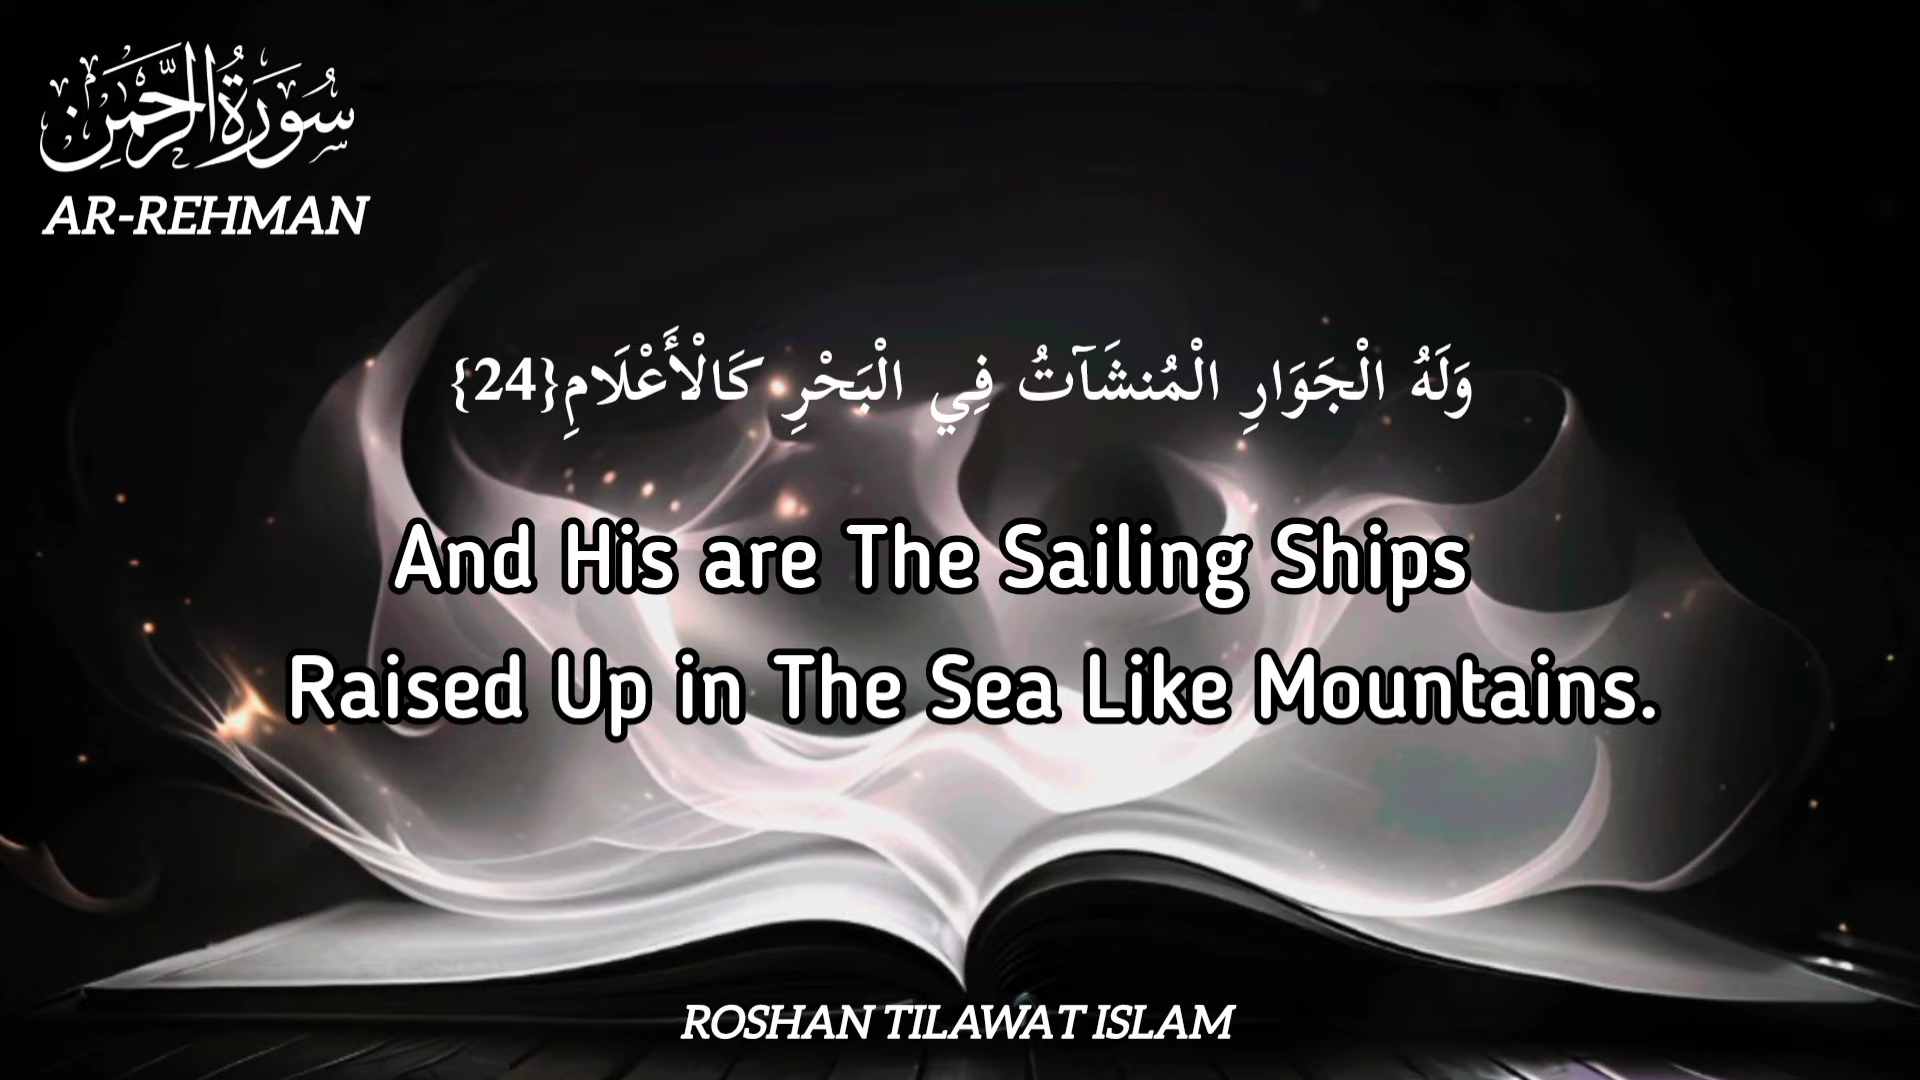 سُورَةُ الرَّحْمَٰن
AR-REHMAN
وَلَهُ الْجَوَارِ الْمُنشَآتُ فِي الْبَحْرِ كَالْأَعْلَامِ{24}
And His are The Sailing Ships
Raised Up in The Sea Like Mountains.
ROSHAN TILAWAT ISLAM